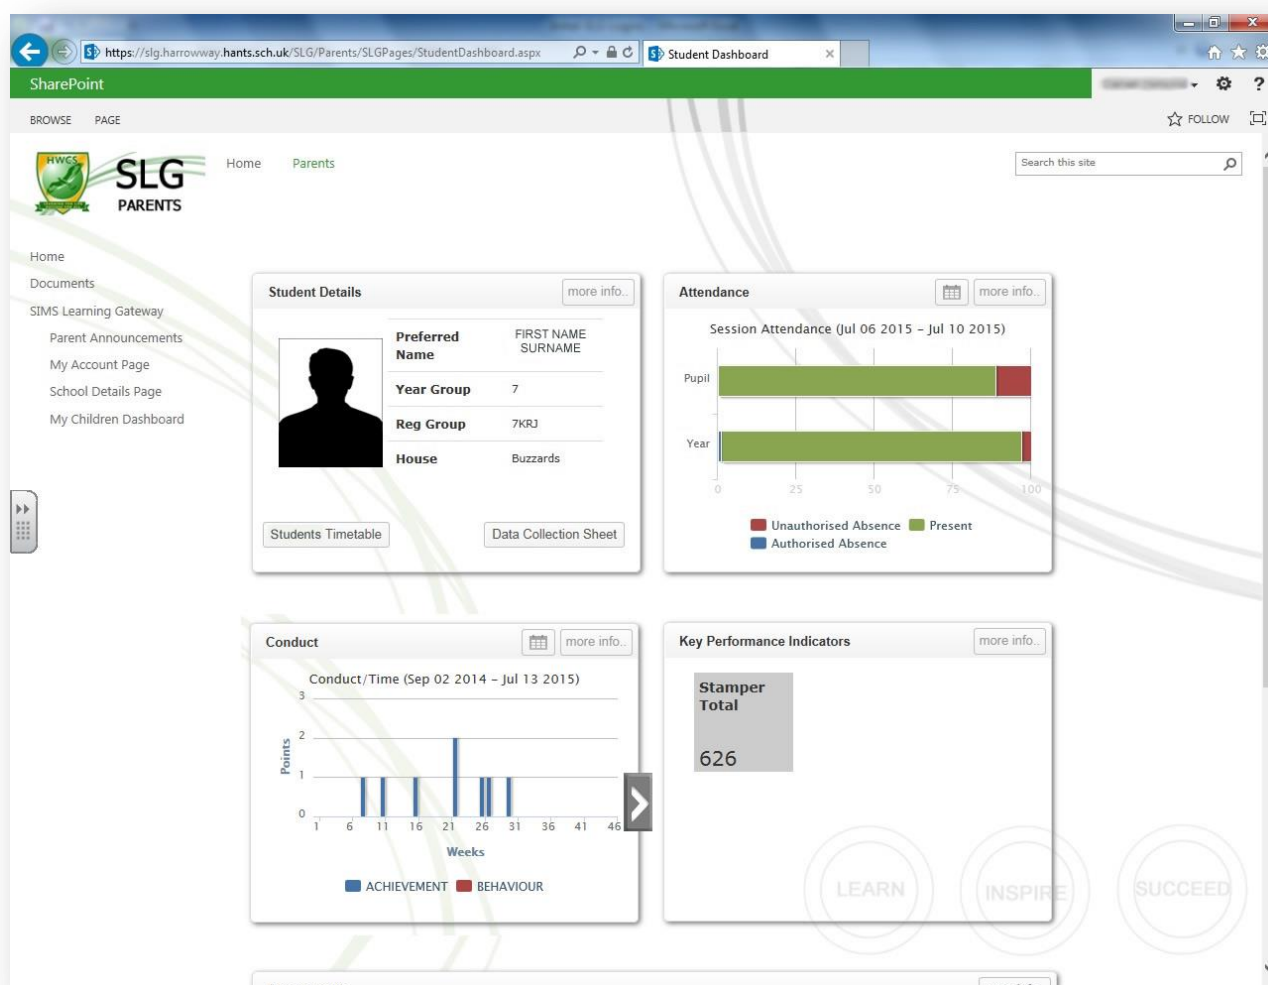 https://slg.harrowway.hants.sch.uk/SLG/Parents/SLGPages/StudentDashboard.aspx
Student Dashboard
SharePoint
BROWSE PAGE
FOLLOW
HWCS
SLG
PARENTS
Home Parents
Search this site
Home
Documents
SIMS Learning Gateway
Parent Announcements
My Account Page
School Details Page
My Children Dashboard
Student Details
more info..
Preferred Name
FIRST NAME
SURNAME
Year Group 7
Reg Group 7KRJ
House Buzzards
Students Timetable
Data Collection Sheet
Attendance
more info..
Session Attendance (Jul 06 2015 - Jul 10 2015)
Pupil
Year
0 25 50 75 100
Unauthorised Absence Present
Authorised Absence
Conduct
more info..
Conduct/Time (Sep 02 2014 - Jul 13 2015)
3
2
1
0
Points
1 6 11 16 21 26 31 36 41 46
Weeks
ACHIEVEMENT BEHAVIOUR
Key Performance Indicators
more info..
Stamper
Total
626
LEARN
INSPIRE
SUCCEED